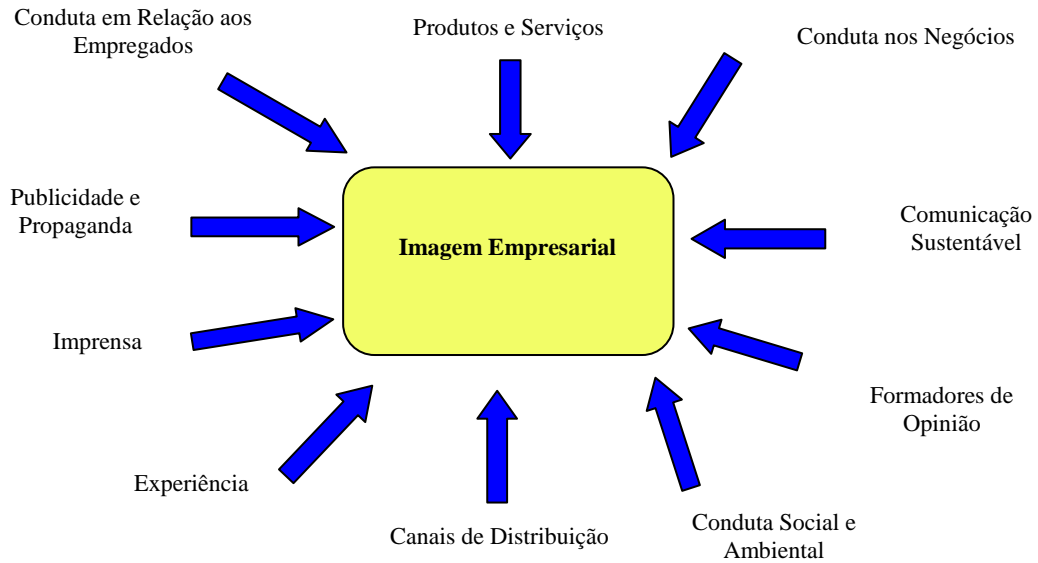 Conduta em Relação aos
Empregados
Produtos e Serviços
Conduta nos Negócios
Publicidade e
Propaganda
Imagem Empresarial
Comunicação
Sustentável
Imprensa
Formadores de
Opinião
Experiência
Canais de Distribuição
Conduta Social e
Ambiental